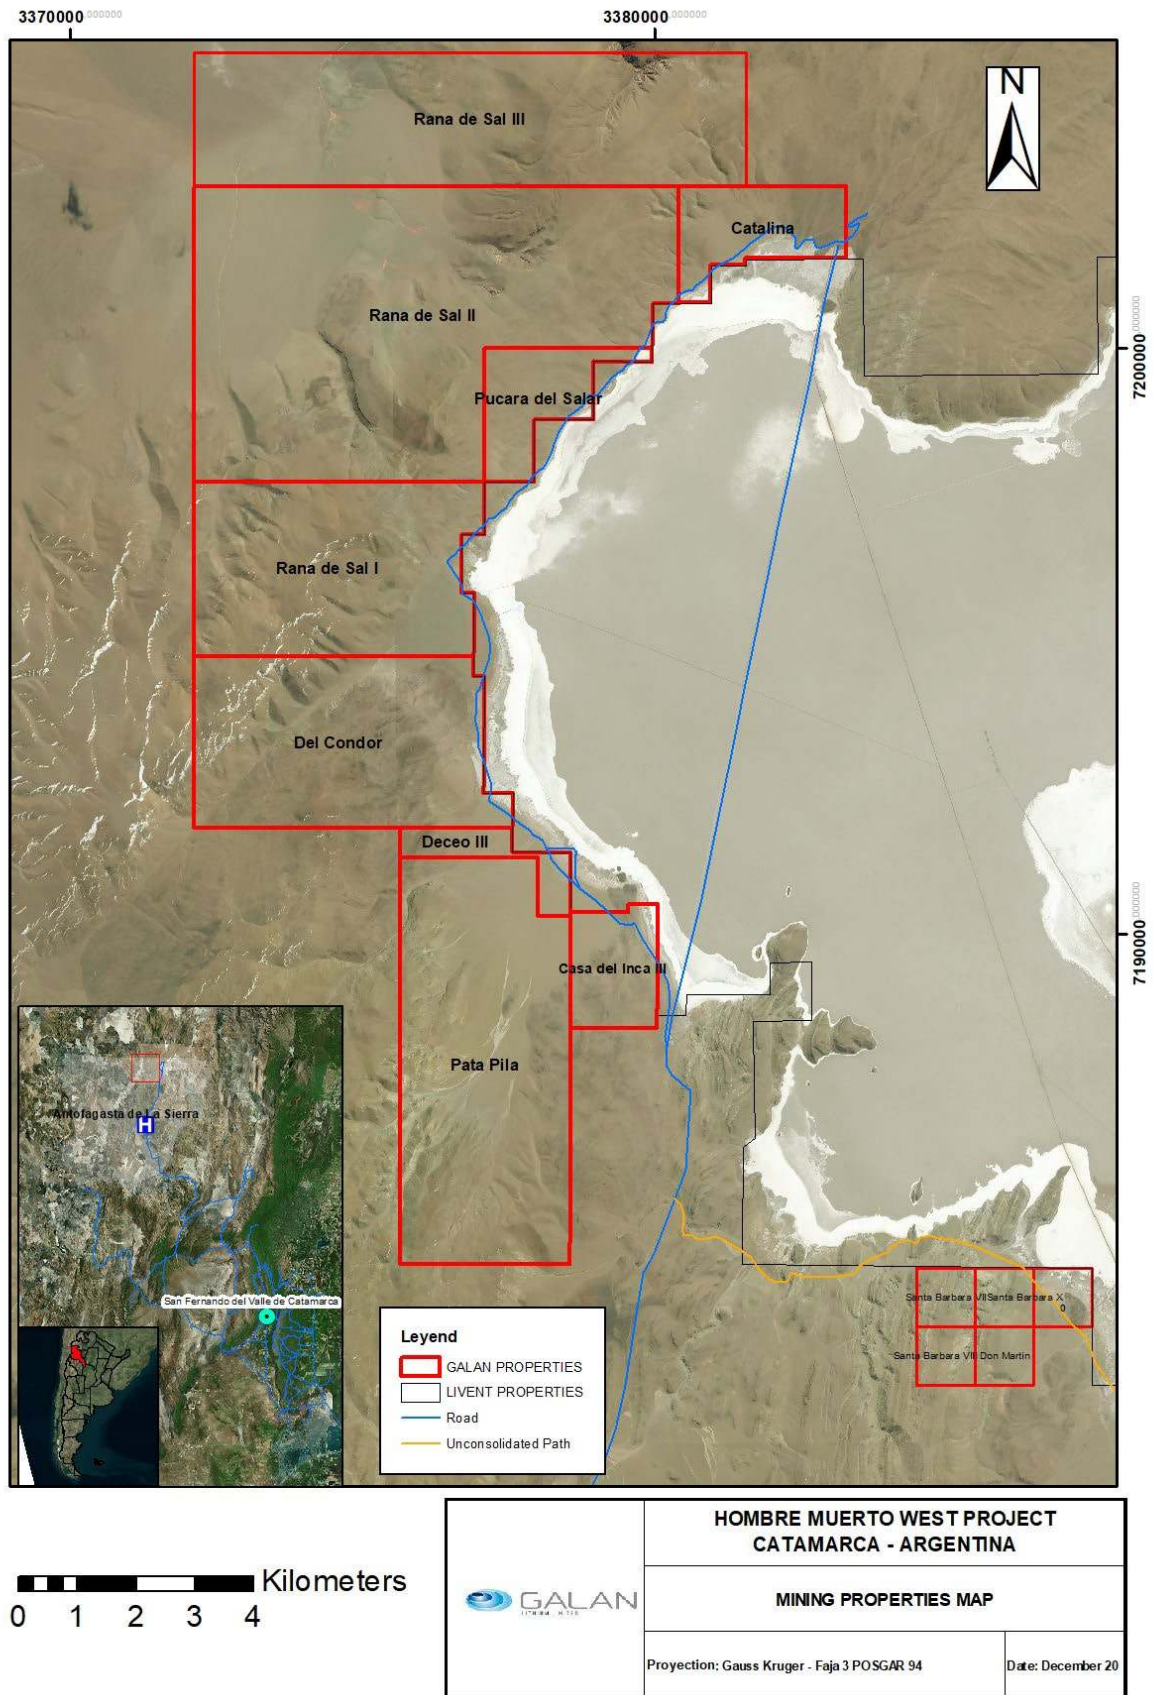 3370000.000000
3380000.000000
N
Rana de Sal III
Catalina
Rana de Sal II
7200000.000000
Pucara del Salar
Rana de Sal I
Del Condor
Deceo III
7190000.000000
Casa del Inca III
Pata Pila
Antofagasta de La Sierra
H
San Fernando del Valle de Catamarca
Santa Barbara VII
Santa Barbara X
0
Santa Barbara VIII
Don Martin
Leyend
GALAN PROPERTIES
LIVENT PROPERTIES
Road
Unconsolidated Path
Kilometers
0 1 2 3 4
HOMBRE MUERTO WEST PROJECT
CATAMARCA - ARGENTINA
GALAN
MINING PROPERTIES MAP
Proyection: Gauss Kruger - Faja 3 POSGAR 94
Date: December 20